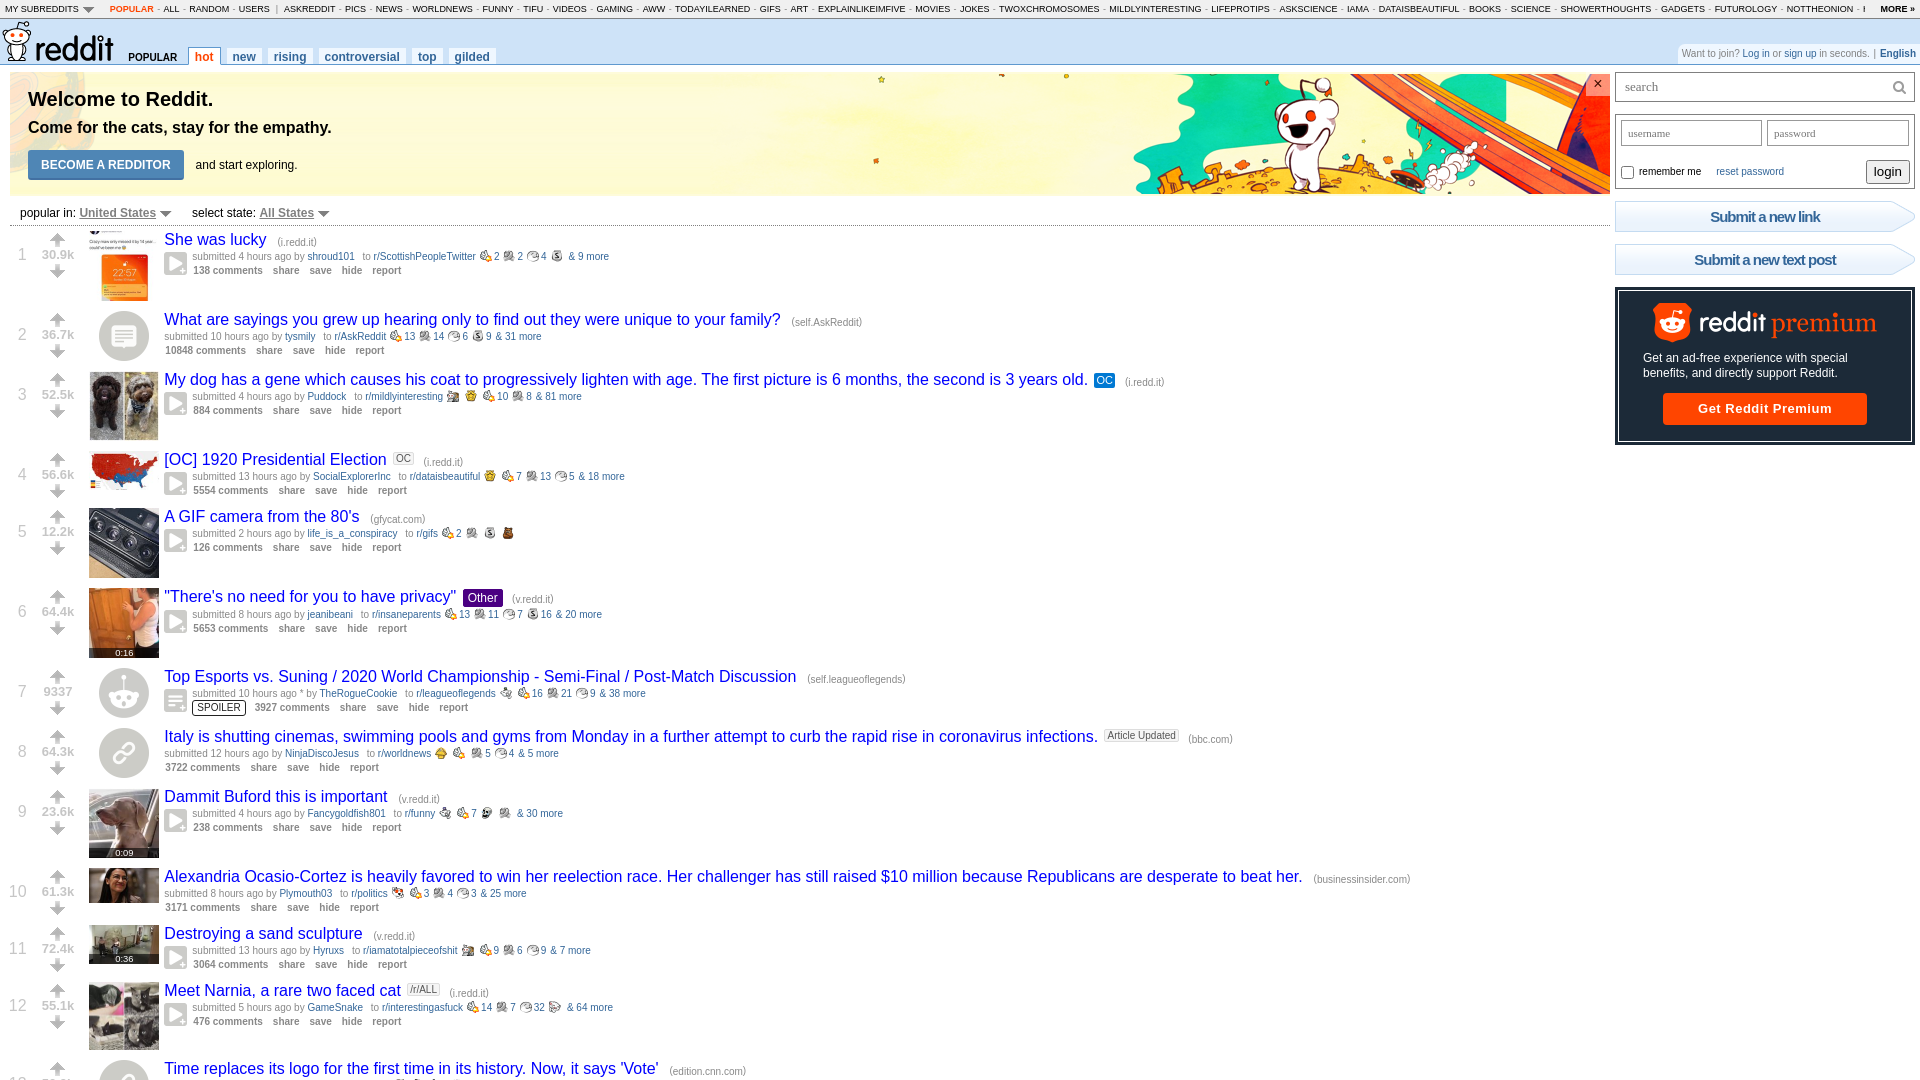 MY SUBREDDITS
POPULAR - ALL - RANDOM - USERS | ASKREDDIT - PICS - NEWS - WORLDNEWS - FUNNY - TIFU - VIDEOS - GAMING - AWW - TODAYILEARNED - GIFS - ART - EXPLAINLIKEIMFIVE - MOVIES - JOKES - TWOXCHROMOSOMES - MILDLYINTERESTING - LIFEPROTIPS - ASKSCIENCE - IAMA - DATAISBEAUTIFUL - BOOKS - SCIENCE - SHOWERTHOUGHTS - GADGETS - FUTUROLOGY - NOTTHEONION -
MORE »
reddit POPULAR hot new rising controversial top gilded
Want to join? Log in or sign up in seconds. | English
Welcome to Reddit.
Come for the cats, stay for the empathy.
BECOME A REDDITOR and start exploring.
×
popular in: United States select state: All States
1 30.9k
22:57
She was lucky (i.redd.it)
submitted 4 hours ago by shroud101 to r/ScottishPeopleTwitter 2 2 4 & 9 more
138 comments share save hide report
2 36.7k
What are sayings you grew up hearing only to find out they were unique to your family? (self.AskReddit)
submitted 10 hours ago by tysmily to r/AskReddit 13 14 6 9 & 31 more
10848 comments share save hide report
3 52.5k
My dog has a gene which causes his coat to progressively lighten with age. The first picture is 6 months, the second is 3 years old. OC (i.redd.it)
submitted 4 hours ago by Puddock to r/mildlyinteresting 10 8 & 81 more
884 comments share save hide report
4 56.6k
[OC] 1920 Presidential Election OC (i.redd.it)
submitted 13 hours ago by SocialExplorerInc to r/dataisbeautiful 7 13 5 & 18 more
5554 comments share save hide report
5 12.2k
A GIF camera from the 80's (gfycat.com)
submitted 2 hours ago by life_is_a_conspiracy to r/gifs 2
126 comments share save hide report
6 64.4k
0:16
"There's no need for you to have privacy" Other (v.redd.it)
submitted 8 hours ago by jeanibeani to r/insaneparents 13 11 7 16 & 20 more
5653 comments share save hide report
7 9337
Top Esports vs. Suning / 2020 World Championship - Semi-Final / Post-Match Discussion (self.leagueoflegends)
submitted 10 hours ago * by TheRogueCookie to r/leagueoflegends 16 21 9 & 38 more
SPOILER 3927 comments share save hide report
8 64.3k
Italy is shutting cinemas, swimming pools and gyms from Monday in a further attempt to curb the rapid rise in coronavirus infections. Article Updated (bbc.com)
submitted 12 hours ago by NinjaDiscoJesus to r/worldnews 5 4 & 5 more
3722 comments share save hide report
9 23.6k
0:09
Dammit Buford this is important (v.redd.it)
submitted 4 hours ago by Fancygoldfish801 to r/funny 7 & 30 more
238 comments share save hide report
10 61.3k
Alexandria Ocasio-Cortez is heavily favored to win her reelection race. Her challenger has still raised $10 million because Republicans are desperate to beat her. (businessinsider.com)
submitted 8 hours ago by Plymouth03 to r/politics 3 4 3 & 25 more
3171 comments share save hide report
11 72.4k
0:36
Destroying a sand sculpture (v.redd.it)
submitted 13 hours ago by Hyruxs to r/iamatotalpieceofshit 9 6 9 & 7 more
3064 comments share save hide report
12 55.1k
Meet Narnia, a rare two faced cat /r/ALL (i.redd.it)
submitted 5 hours ago by GameSnake to r/interestingasfuck 14 7 32 & 64 more
476 comments share save hide report
Time replaces its logo for the first time in its history. Now, it says 'Vote' (edition.cnn.com)
search
username password
remember me reset password login
Submit a new link
Submit a new text post
reddit premium
Get an ad-free experience with special
benefits, and directly support Reddit.
Get Reddit Premium